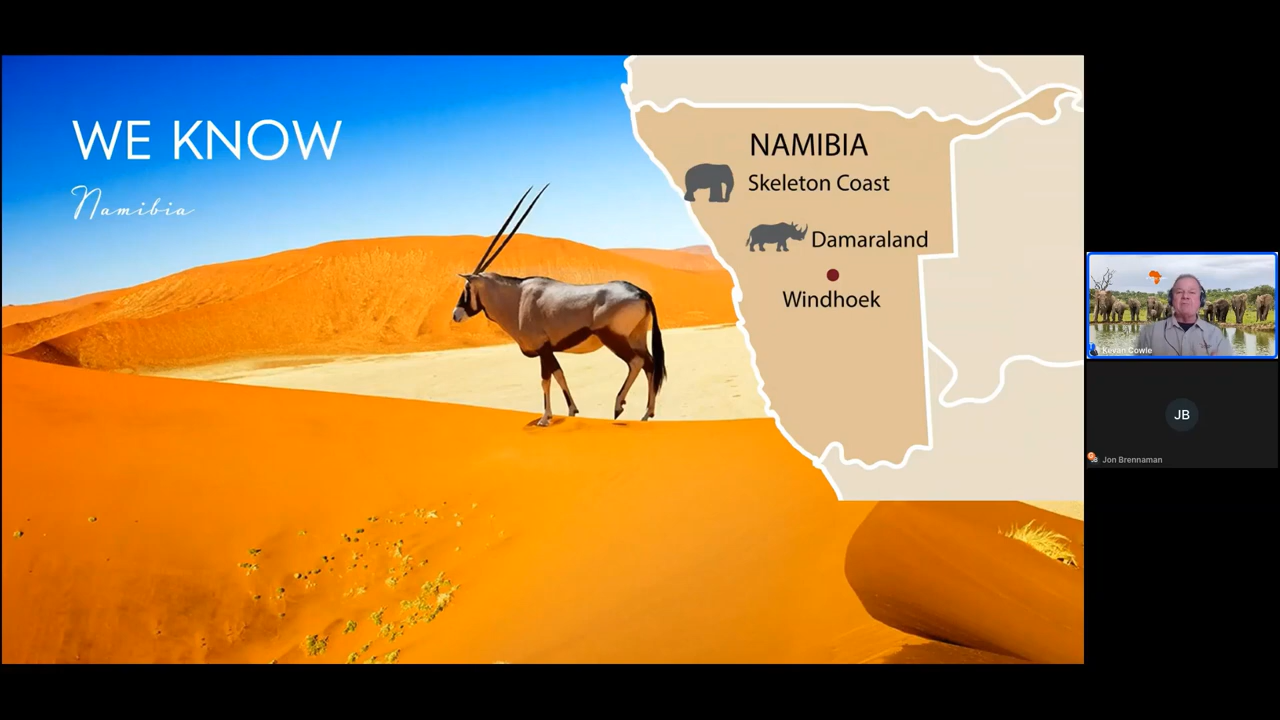 WE KNOW
Namibia
NAMIBIA
Skeleton Coast
Damaraland
Windhoek
Kevan Cowie
JB
Jon Brennaman